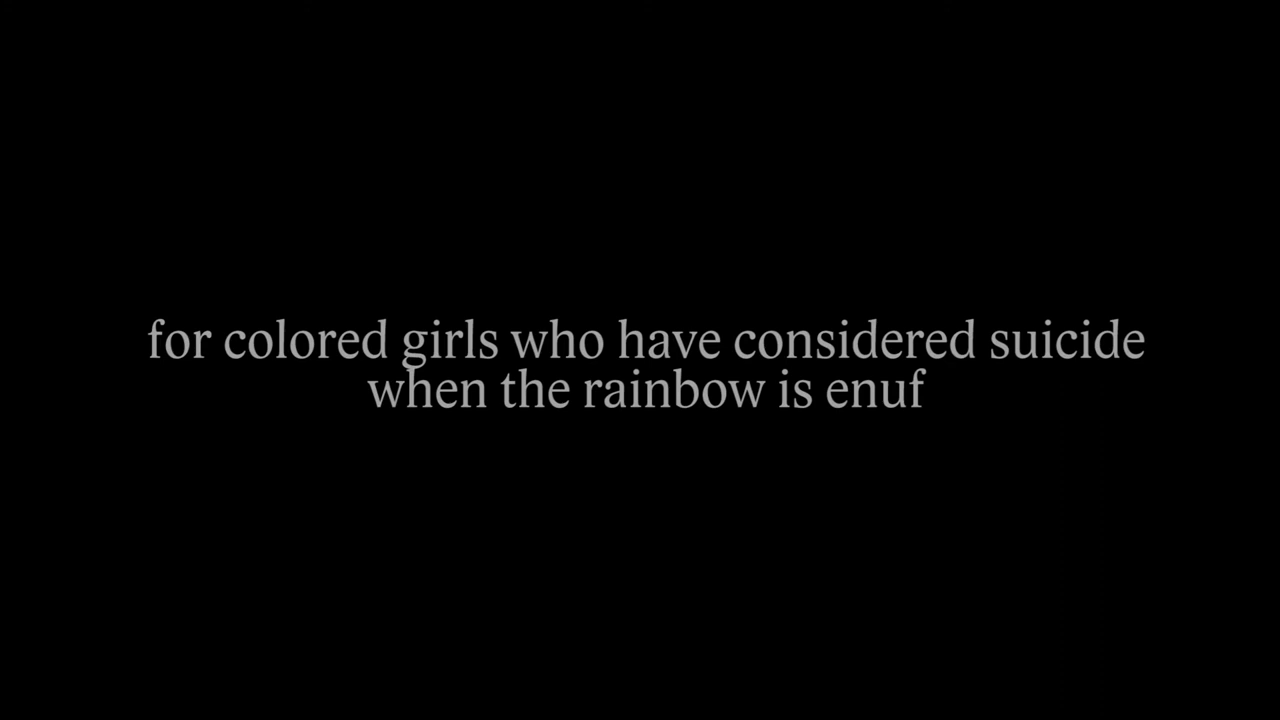 for colored girls who have considered suicide
when the rainbow is enuf